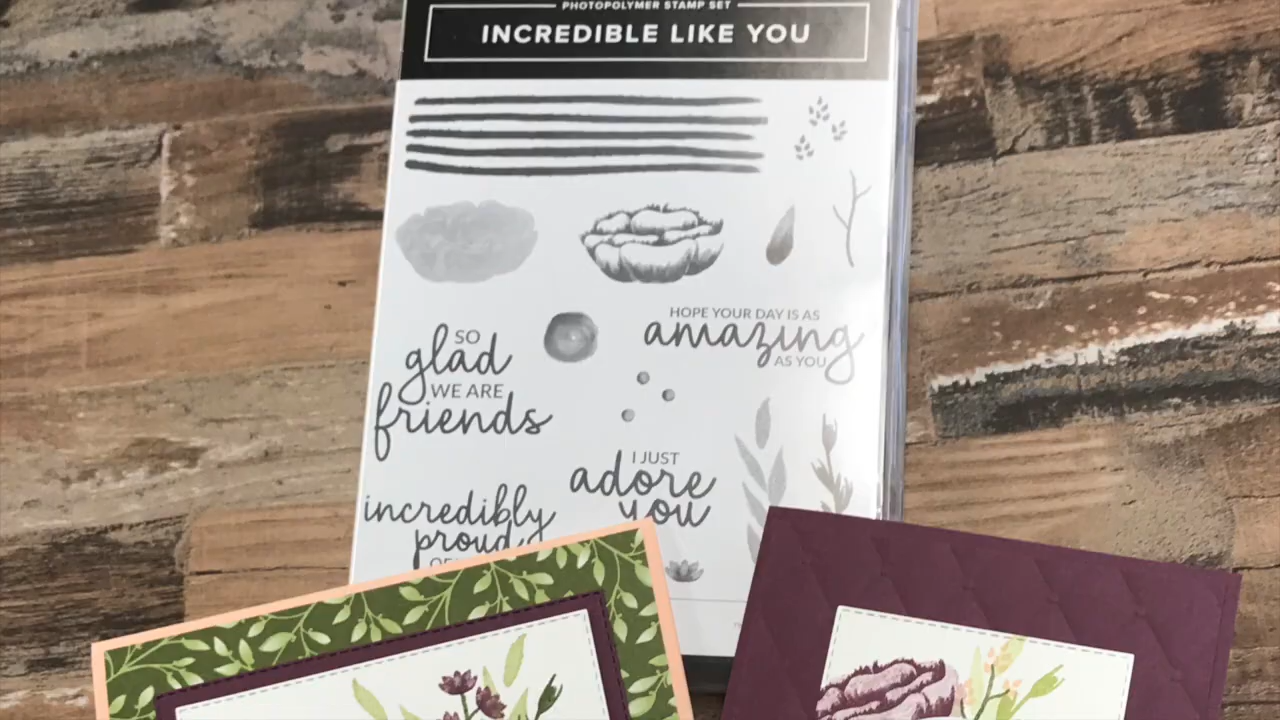 PHOTOPOLYMER STAMP SET
INCREDIBLE LIKE YOU
HOPE YOUR DAY IS AS
amazing
AS YOU
SO
glad
WE ARE
friends
I JUST
adore
you
incredibly
proud